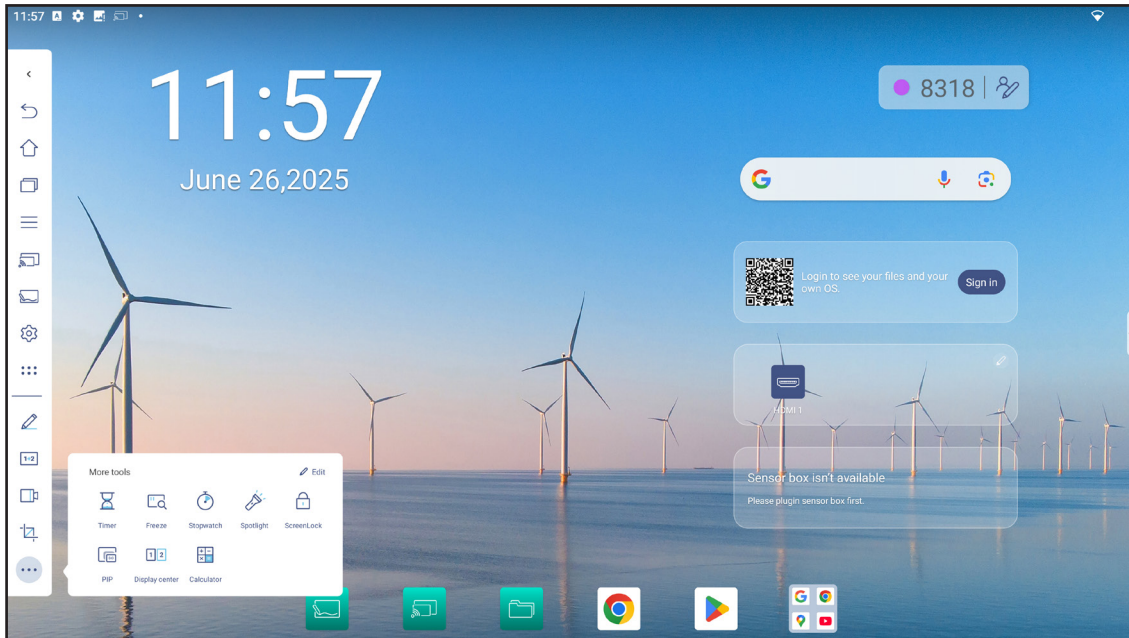 11:57
11:57
June 26,2025
8318
Login to see your files and your
own OS.
Sign in
HDMI 1
Sensor box isn't available
Please plugin sensor box first.
1=2
More tools
Edit
Timer
Freeze
Stopwatch
Spotlight
ScreenLock
1 2
PIP
Display center
Calculator